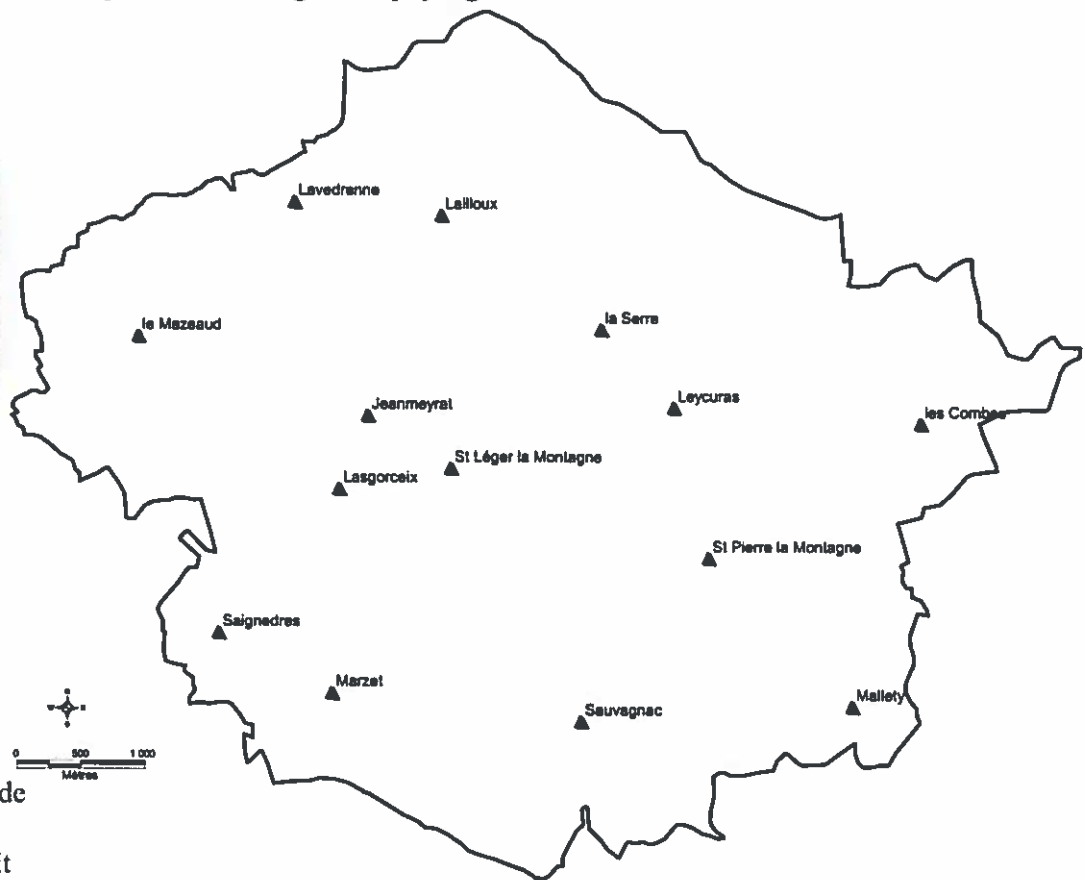 Lavedrenne
Lailloux
la Serre
le Mazeaud
Jeanmeyrat
Leycuras
les Combes
St Léger la Montagne
Lasgorceix
St Pierre la Montagne
Saignedres
Marzet
Sauvagnac
Mallety
0 500 1 000
Mètres
de